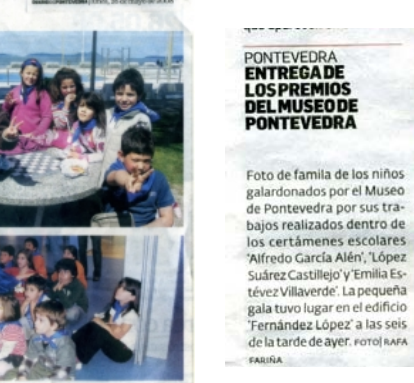 PONTEVEDRA
ENTREGA DE
LOS PREMIOS
DEL MUSEO DE
PONTEVEDRA
Foto de famila de los niños
galardonados por el Museo
de Pontevedra por sus tra-
bajos realizados dentro de
los certámenes escolares
'Alfredo García Alén', 'López
Suárez Castillejo' y 'Emilia Es-
tévez Villaverde'. La pequeña
gala tuvo lugar en el edificio
'Fernández López' a las seis
de la tarde de ayer. FOTO| RAFA
FARIÑA